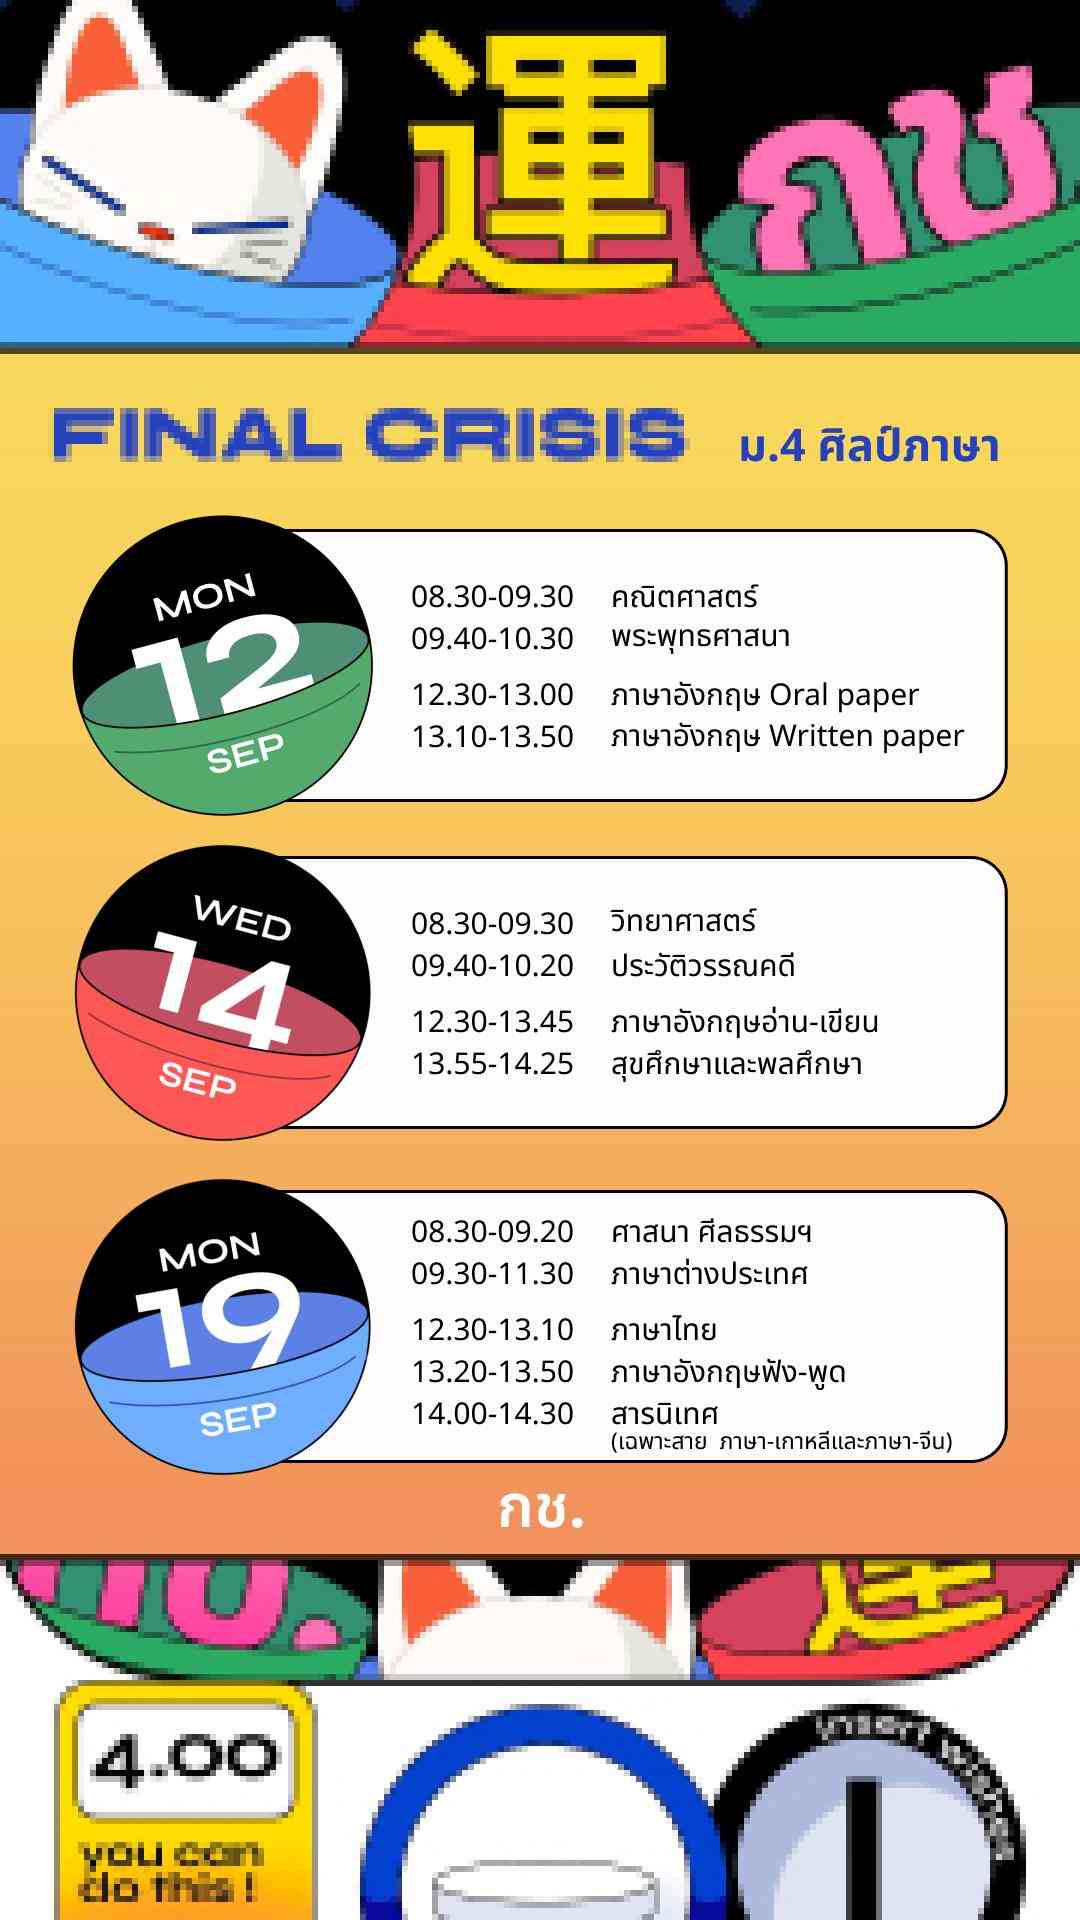 運
กช
FINAL CRISIS ม.4 ศิลป์ภาษา
MON
12
SEP
08.30-09.30 คณิตศาสตร์
09.40-10.30 พระพุทธศาสนา
12.30-13.00 ภาษาอังกฤษ Oral paper
13.10-13.50 ภาษาอังกฤษ Written paper
WED
14
SEP
08.30-09.30 วิทยาศาสตร์
09.40-10.20 ประวัติวรรณคดี
12.30-13.45 ภาษาอังกฤษอ่าน-เขียน
13.55-14.25 สุขศึกษาและพลศึกษา
MON
19
SEP
08.30-09.20 ศาสนา ศีลธรรมฯ
09.30-11.30 ภาษาต่างประเทศ
12.30-13.10 ภาษาไทย
13.20-13.50 ภาษาอังกฤษฟัง-พูด
14.00-14.30 สารนิเทศ
(เฉพาะสาย ภาษา-เกาหลีและภาษา-จีน)
กช.
4.00
you can
do this !
insert wishes